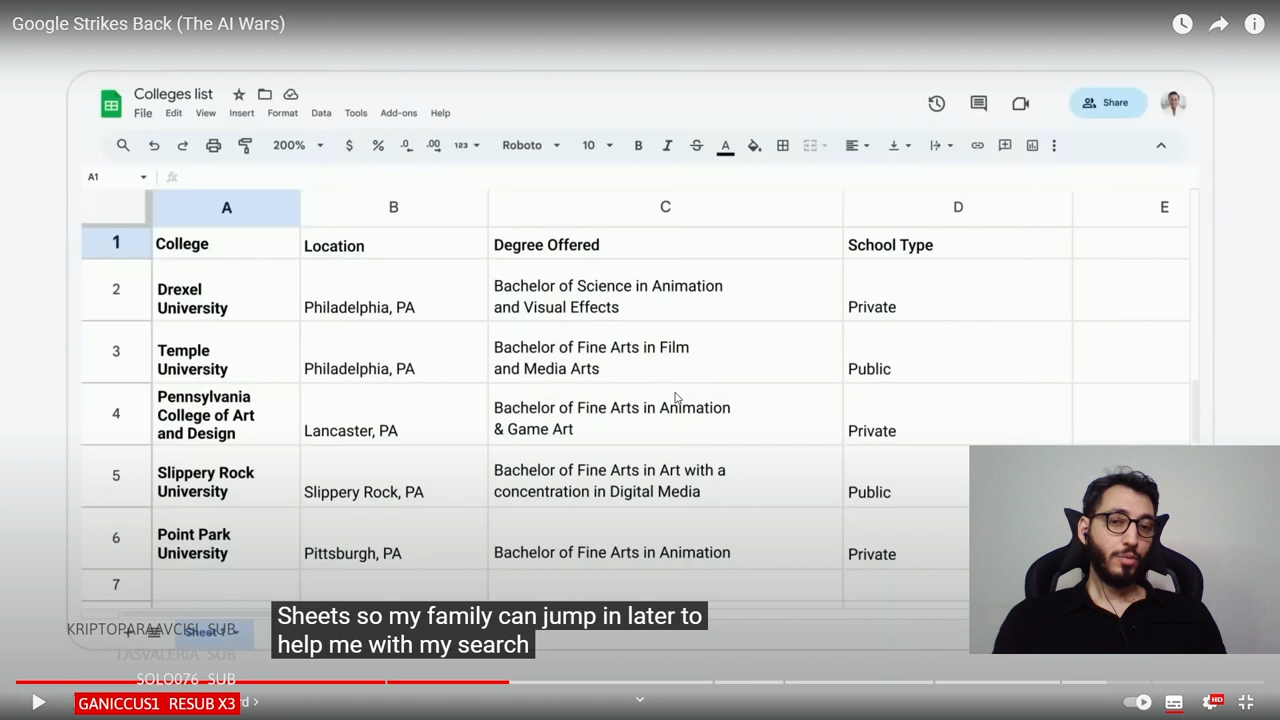 Google Strikes Back (The AI Wars)
Colleges list
File Edit View Insert Format Data Tools Add-ons Help
Share
200% $ % .0 .00 123 Roboto 10 B I S A
A1 fx
A B C D E
1 College Location Degree Offered School Type
2 Drexel
University Philadelphia, PA Bachelor of Science in Animation
and Visual Effects Private
3 Temple
University Philadelphia, PA Bachelor of Fine Arts in Film
and Media Arts Public
4 Pennsylvania
College of Art
and Design Lancaster, PA Bachelor of Fine Arts in Animation
& Game Art Private
5 Slippery Rock
University Slippery Rock, PA Bachelor of Fine Arts in Art with a
concentration in Digital Media Public
6 Point Park
University Pittsburgh, PA Bachelor of Fine Arts in Animation Private
7
Sheets so my family can jump in later to
help me with my search
KRIPTOPARAAVCISI SUB
LASVALERIA SUB
SOLO076 SUB
GANICCUS1 RESUB X3
HD